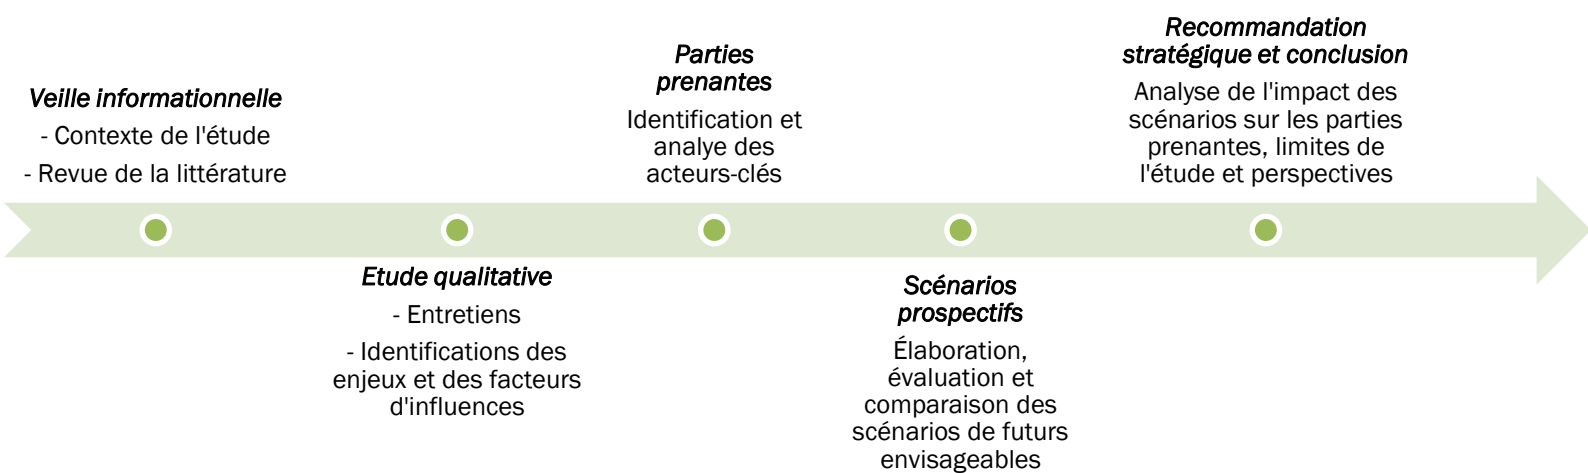 Veille informationnelle
- Contexte de l'étude
- Revue de la littérature
Etude qualitative
- Entretiens
- Identifications des
enjeux et des facteurs
d'influences
Parties
prenantes
Identification et
analye des
acteurs-clés
Scénarios
prospectifs
Élaboration,
évaluation et
comparaison des
scénarios de futurs
envisageables
Recommandation
stratégique et conclusion
Analyse de l'impact des
scénarios sur les parties
prenantes, limites de
l'étude et perspectives